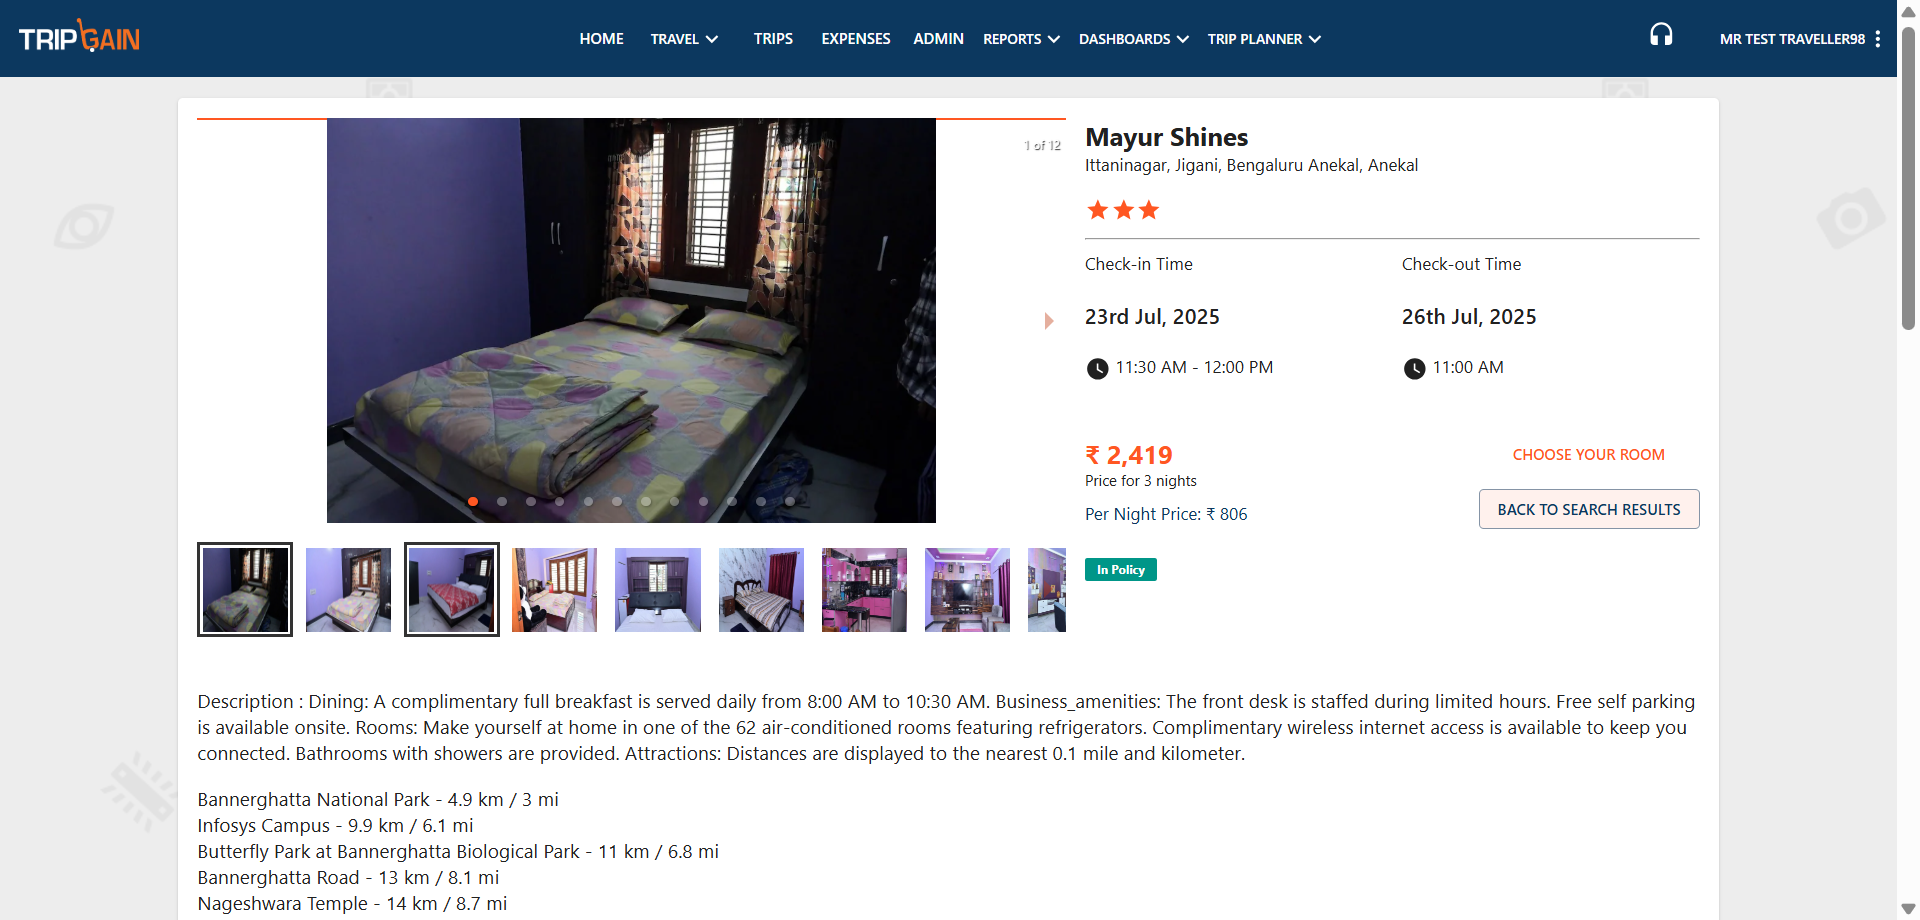 TRIPGAIN
HOME TRAVEL TRIPS EXPENSES ADMIN REPORTS DASHBOARDS TRIP PLANNER
MR TEST TRAVELLER98
1 of 12
Mayur Shines
Ittaninagar, Jigani, Bengaluru Anekal, Anekal
Check-in Time
Check-out Time
23rd Jul, 2025
26th Jul, 2025
11:30 AM - 12:00 PM
11:00 AM
₹ 2,419
CHOOSE YOUR ROOM
Price for 3 nights
Per Night Price: ₹ 806
BACK TO SEARCH RESULTS
In Policy
Description : Dining: A complimentary full breakfast is served daily from 8:00 AM to 10:30 AM. Business_amenities: The front desk is staffed during limited hours. Free self parking
is available onsite. Rooms: Make yourself at home in one of the 62 air-conditioned rooms featuring refrigerators. Complimentary wireless internet access is available to keep you
connected. Bathrooms with showers are provided. Attractions: Distances are displayed to the nearest 0.1 mile and kilometer.
Bannerghatta National Park - 4.9 km / 3 mi
Infosys Campus - 9.9 km / 6.1 mi
Butterfly Park at Bannerghatta Biological Park - 11 km / 6.8 mi
Bannerghatta Road - 13 km / 8.1 mi
Nageshwara Temple - 14 km / 8.7 mi